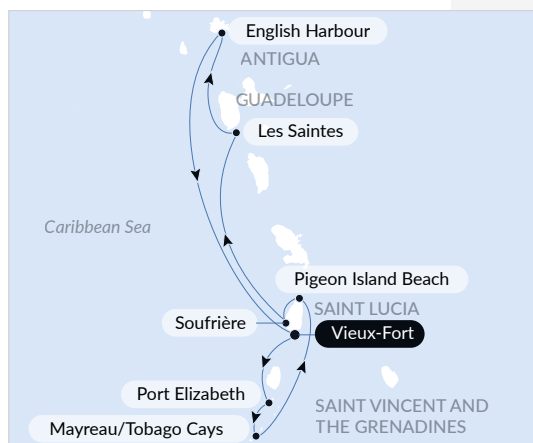 English Harbour
ANTIGUA
GUADELOUPE
Les Saintes
Caribbean Sea
Pigeon Island Beach
SAINT LUCIA
Soufrière
Vieux-Fort
Port Elizabeth
SAINT VINCENT AND
THE GRENADINES
Mayreau/Tobago Cays